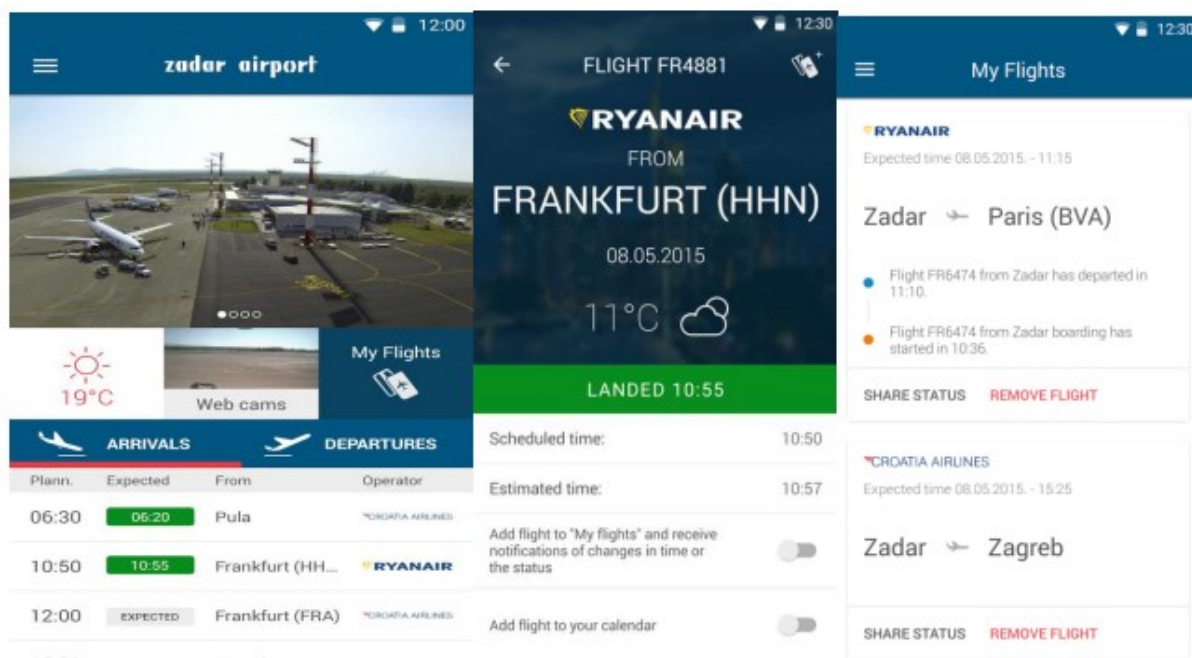 12:00
zadar airport
19°C
Web cams
My Flights
ARRIVALS
DEPARTURES
Plann. Expected From Operator
06:30 06:20 Pula CROATIA AIRLINES
10:50 10:55 Frankfurt (HH... RYANAIR
12:00 EXPECTED Frankfurt (FRA) CROATIA AIRLINES
12:30
FLIGHT FR4881
RYANAIR
FROM
FRANKFURT (HHN)
08.05.2015
11°C
LANDED 10:55
Scheduled time: 10:50
Estimated time: 10:57
Add flight to "My flights" and receive
notifications of changes in time or
the status
Add flight to your calendar
12:30
My Flights
RYANAIR
Expected time 08.05.2015. - 11:15
Zadar Paris (BVA)
Flight FR6474 from Zadar has departed in
11:10.
Flight FR6474 from Zadar boarding has
started in 10:36.
SHARE STATUS REMOVE FLIGHT
CROATIA AIRLINES
Expected time 08.05.2015. - 15:25
Zadar Zagreb
SHARE STATUS REMOVE FLIGHT